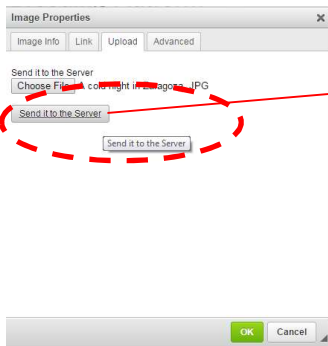 Image Properties
Image Info Link Upload Advanced
Send it to the Server
Choose File A cold night in Zaragoza, JPG
Send it to the Server
Send it to the Server
OK Cancel